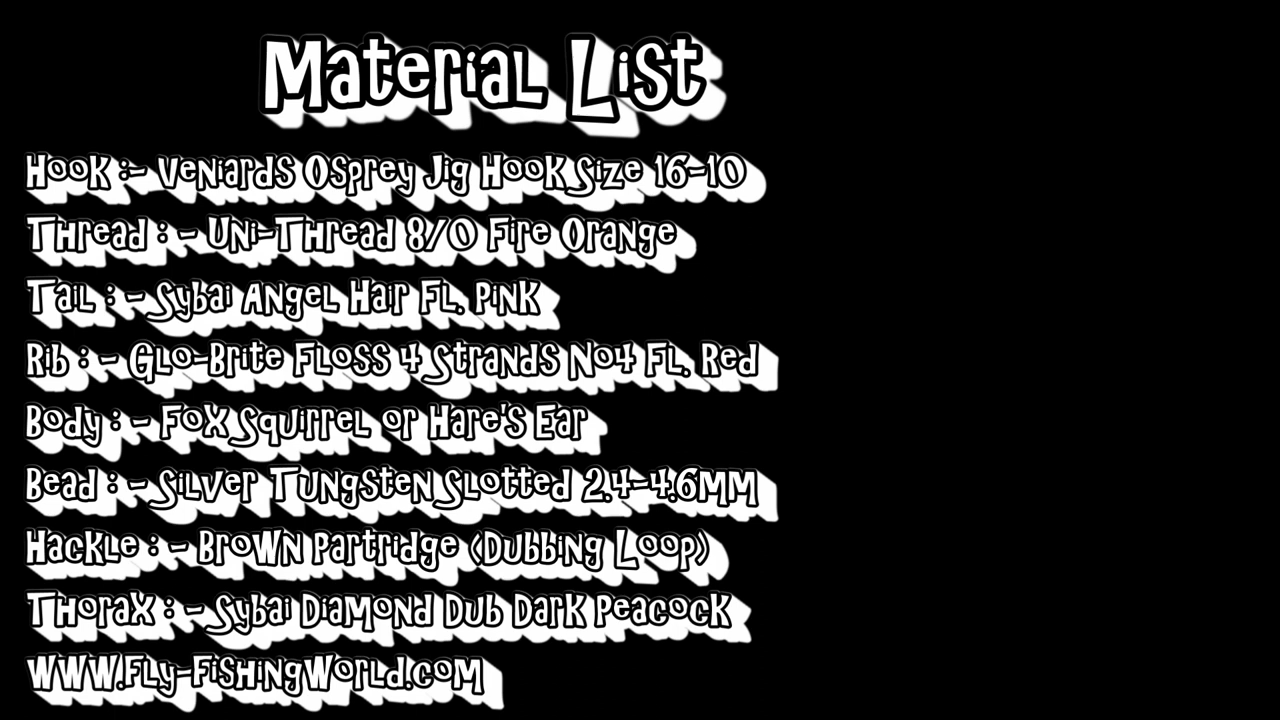 Material List
Hook :- Veniards Osprey Jig Hook Size 16-10
Thread : - Uni-Thread 8/0 Fire Orange
Tail : - Sybai Angel Hair Fl. Pink
Rib : - Glo-Brite Floss 4 Strands No4 Fl. Red
Body : - Fox Squirrel or Hare's Ear
Bead : - Silver Tungsten Slotted 2.4-4.6mm
Hackle : - Brown Partridge (Dubbing Loop)
Thorax : - Sybai Diamond Dub Dark Peacock
www.Fly-FishingWorld.com